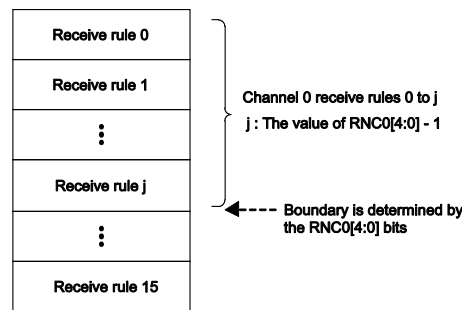 Receive rule 0
Receive rule 1
Channel 0 receive rules 0 to j
j : The value of RNC0[4:0] - 1
Receive rule j
Boundary is determined by
the RNC0[4:0] bits
Receive rule 15